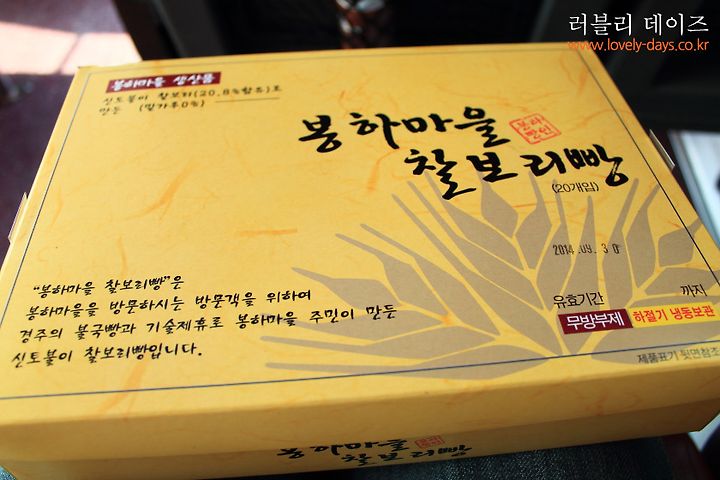 러블리 데이즈
www.lovely-days.co.kr
봉하마을 생산품
신토불이 찰보리(20.8%함유)로
만든 (밀가루0%)
봉하마을
찰보리빵
(20개입)
2014.09.30
유효기간 까지
무방부제 하절기 냉동보관
제품표기 뒷면참조
"봉하마을 찰보리빵"은
봉하마을을 방문하시는 방문객을 위하여
경주의 불국빵과 기술제휴로 봉하마을 주민이 만든
신토불이 찰보리빵입니다.
봉하마을
찰보리빵